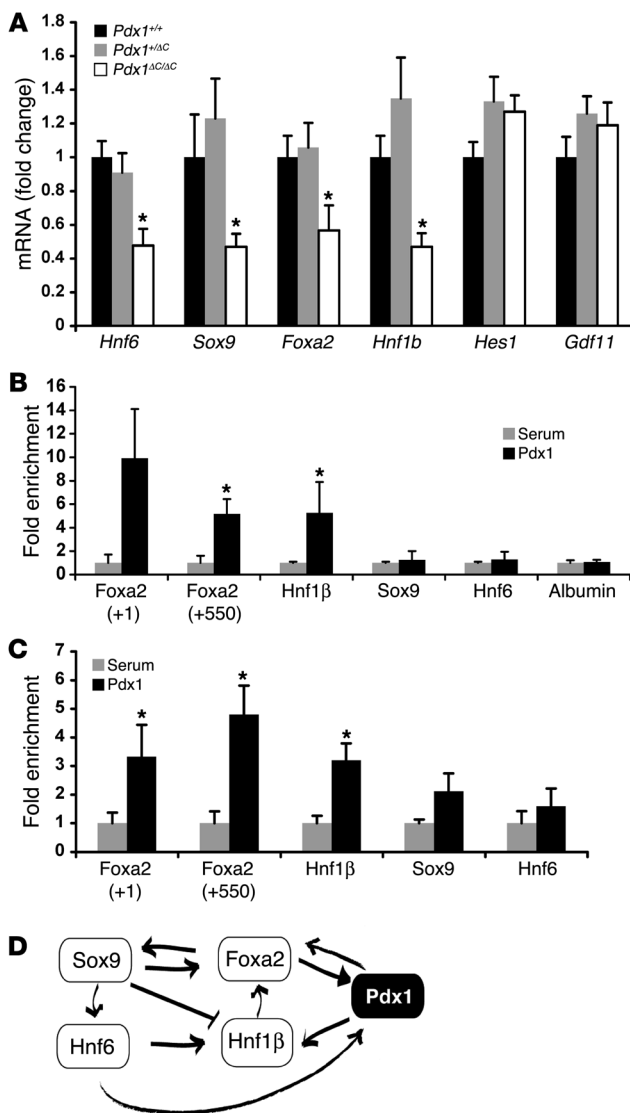 A
Pdx1+/+
Pdx1+/ΔC
Pdx1ΔC/ΔC
mRNA (fold change)
1.8
1.6
1.4
1.2
1
0.8
0.6
0.4
0.2
0
* * * *
Hnf6 Sox9 Foxa2 Hnf1b Hes1 Gdf11
B
Fold enrichment
16
14
12
10
8
6
4
2
0
Serum
Pdx1
* *
Foxa2 (+1)
Foxa2 (+550)
Hnf1β
Sox9
Hnf6
Albumin
C
Fold enrichment
7
6
5
4
3
2
1
0
Serum
Pdx1
* * *
Foxa2 (+1)
Foxa2 (+550)
Hnf1β
Sox9
Hnf6
D
Sox9
Foxa2
Pdx1
Hnf6
Hnf1β